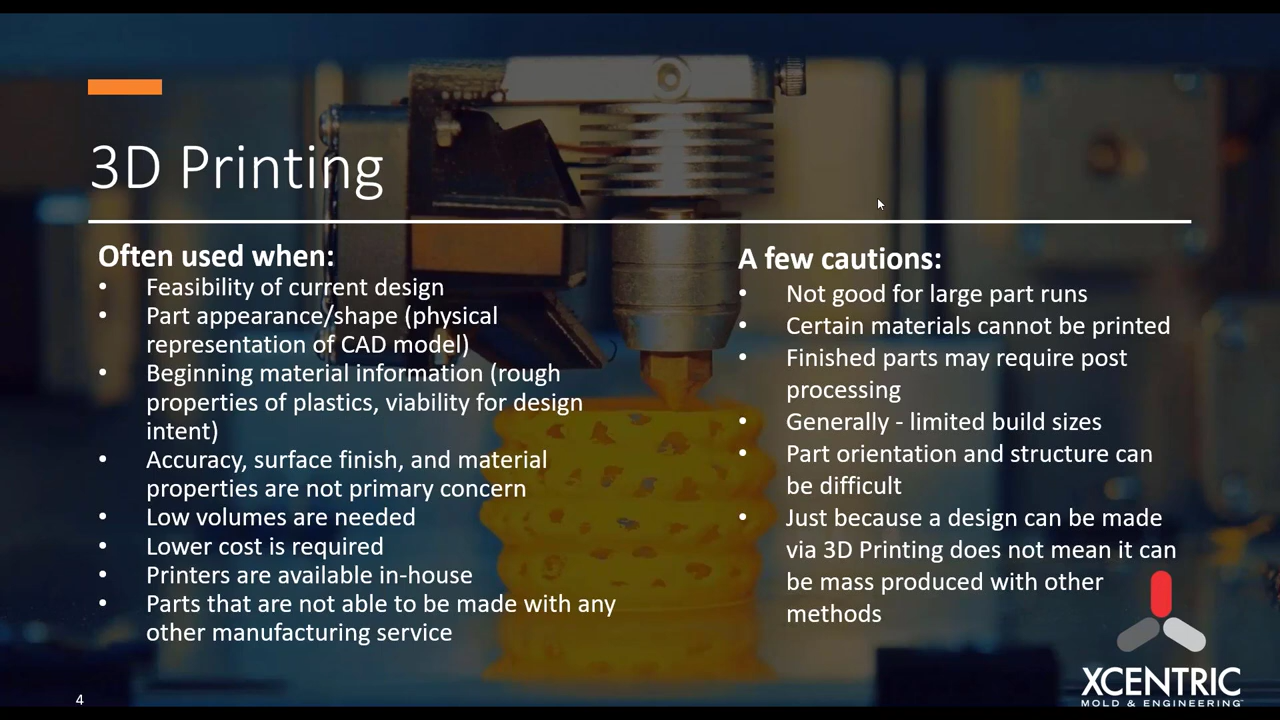 3D Printing
Often used when:
• Feasibility of current design
• Part appearance/shape (physical
representation of CAD model)
• Beginning material information (rough
properties of plastics, viability for design
intent)
• Accuracy, surface finish, and material
properties are not primary concern
• Low volumes are needed
• Lower cost is required
• Printers are available in-house
• Parts that are not able to be made with any
other manufacturing service
A few cautions:
• Not good for large part runs
• Certain materials cannot be printed
• Finished parts may require post
processing
• Generally - limited build sizes
• Part orientation and structure can
be difficult
• Just because a design can be made
via 3D Printing does not mean it can
be mass produced with other
methods
XCENTRIC
MOLD & ENGINEERING
4